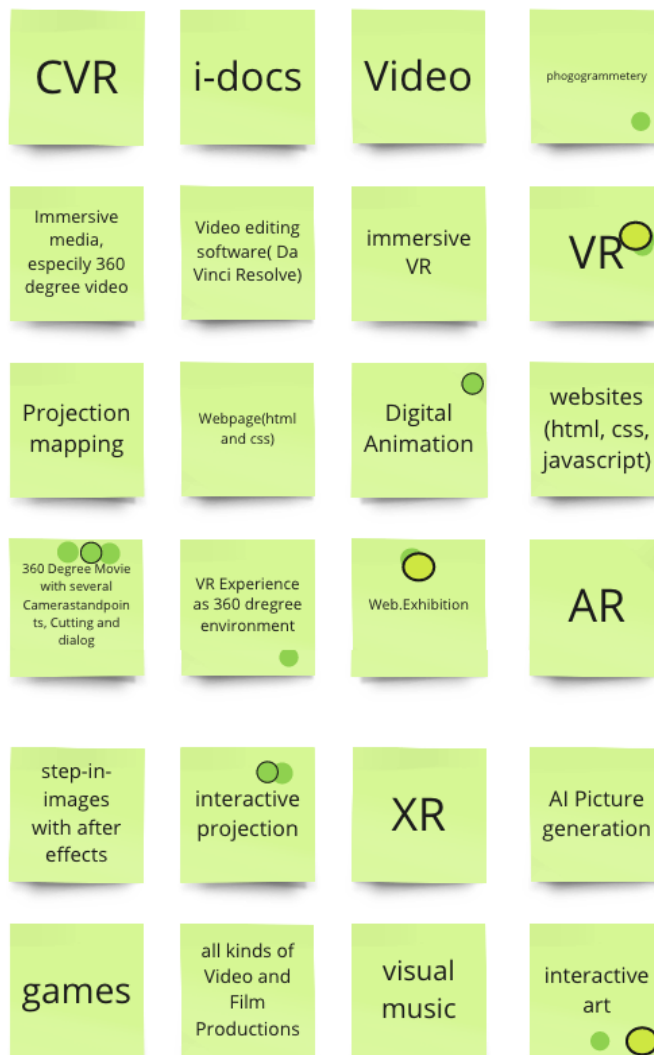 CVR
i-docs
Video
phogogrammetery
Immersive
media,
especily 360
degree video
Video editing
software( Da
Vinci Resolve)
immersive
VR
VR
Projection
mapping
Webpage(html
and css)
Digital
Animation
websites
(html, css,
javascript)
360 Degree Movie
with several
Camerastandpoin
ts, Cutting and
dialog
VR Experience
as 360 dregree
environment
Web.Exhibition
AR
step-in-
images
with after
effects
interactive
projection
XR
AI Picture
generation
games
all kinds of
Video and
Film
Productions
visual
music
interactive
art